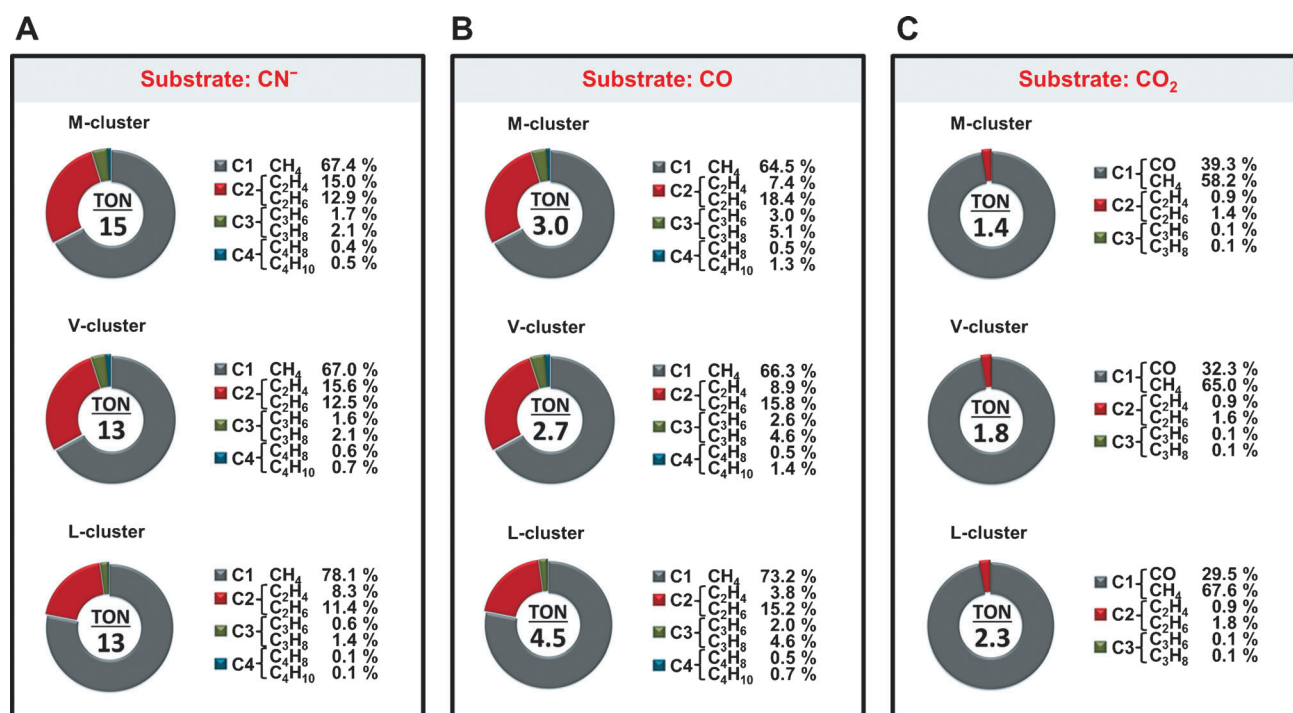 A
Substrate: CN⁻
M-cluster
TON
15
C1 CH₄ 67.4 %
C2 C₂H₄ 15.0 %
C₂H₆ 12.9 %
C3 C₃H₆ 1.7 %
C₃H₈ 2.1 %
C4 C₄H₈ 0.4 %
C₄H₁₀ 0.5 %
V-cluster
TON
13
C1 CH₄ 67.0 %
C2 C₂H₄ 15.6 %
C₂H₆ 12.5 %
C3 C₃H₆ 1.6 %
C₃H₈ 2.1 %
C4 C₄H₈ 0.6 %
C₄H₁₀ 0.7 %
L-cluster
TON
13
C1 CH₄ 78.1 %
C2 C₂H₄ 8.3 %
C₂H₆ 11.4 %
C3 C₃H₆ 0.6 %
C₃H₈ 1.4 %
C4 C₄H₈ 0.1 %
C₄H₁₀ 0.1 %
B
Substrate: CO
M-cluster
TON
3.0
C1 CH₄ 64.5 %
C2 C₂H₄ 7.4 %
C₂H₆ 18.4 %
C3 C₃H₆ 3.0 %
C₃H₈ 5.1 %
C4 C₄H₈ 0.5 %
C₄H₁₀ 1.3 %
V-cluster
TON
2.7
C1 CH₄ 66.3 %
C2 C₂H₄ 8.9 %
C₂H₆ 15.8 %
C3 C₃H₆ 2.6 %
C₃H₈ 4.6 %
C4 C₄H₈ 0.5 %
C₄H₁₀ 1.4 %
L-cluster
TON
4.5
C1 CH₄ 73.2 %
C2 C₂H₄ 3.8 %
C₂H₆ 15.2 %
C3 C₃H₆ 2.0 %
C₃H₈ 4.6 %
C4 C₄H₈ 0.5 %
C₄H₁₀ 0.7 %
C
Substrate: CO₂
M-cluster
TON
1.4
C1 CO 39.3 %
CH₄ 58.2 %
C2 C₂H₄ 0.9 %
C₂H₆ 1.4 %
C3 C₃H₆ 0.1 %
C₃H₈ 0.1 %
V-cluster
TON
1.8
C1 CO 32.3 %
CH₄ 65.0 %
C2 C₂H₄ 0.9 %
C₂H₆ 1.6 %
C3 C₃H₆ 0.1 %
C₃H₈ 0.1 %
L-cluster
TON
2.3
C1 CO 29.5 %
CH₄ 67.6 %
C2 C₂H₄ 0.9 %
C₂H₆ 1.8 %
C3 C₃H₆ 0.1 %
C₃H₈ 0.1 %